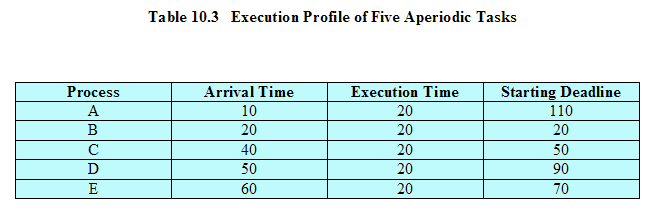 Table 10.3 Execution Profile of Five Aperiodic Tasks
Process Arrival Time Execution Time Starting Deadline
A 10 20 110
B 20 20 20
C 40 20 50
D 50 20 90
E 60 20 70